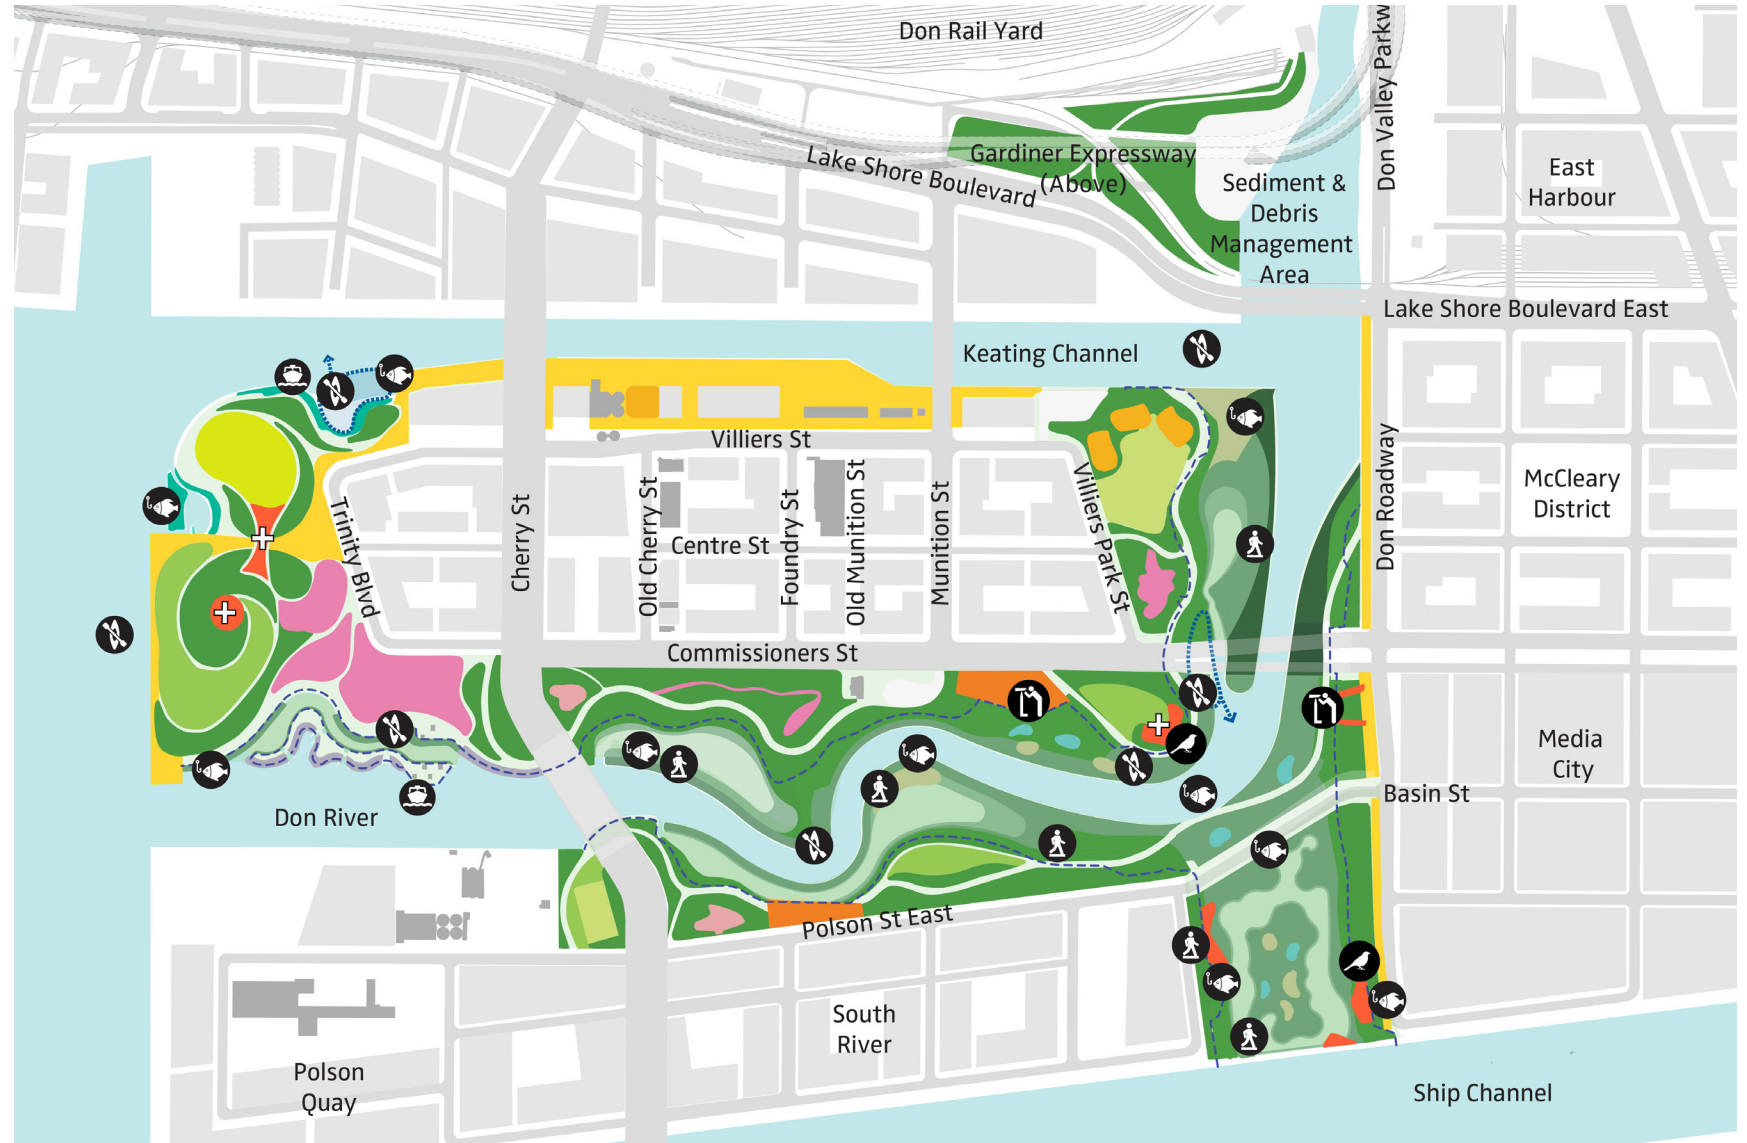 Don Rail Yard
Don Valley Parkw
Gardiner Expressway
(Above)
Lake Shore Boulevard
Sediment &
Debris
Management
Area
East
Harbour
Lake Shore Boulevard East
Keating Channel
Villiers St
Trinity Blvd
Cherry St
Old Cherry St
Centre St
Foundry St
Old Munition St
Munition St
Villiers Park St
Don Roadway
McCleary
District
Commissioners St
Don River
Media
City
Basin St
Polson St East
South
River
Polson
Quay
Ship Channel